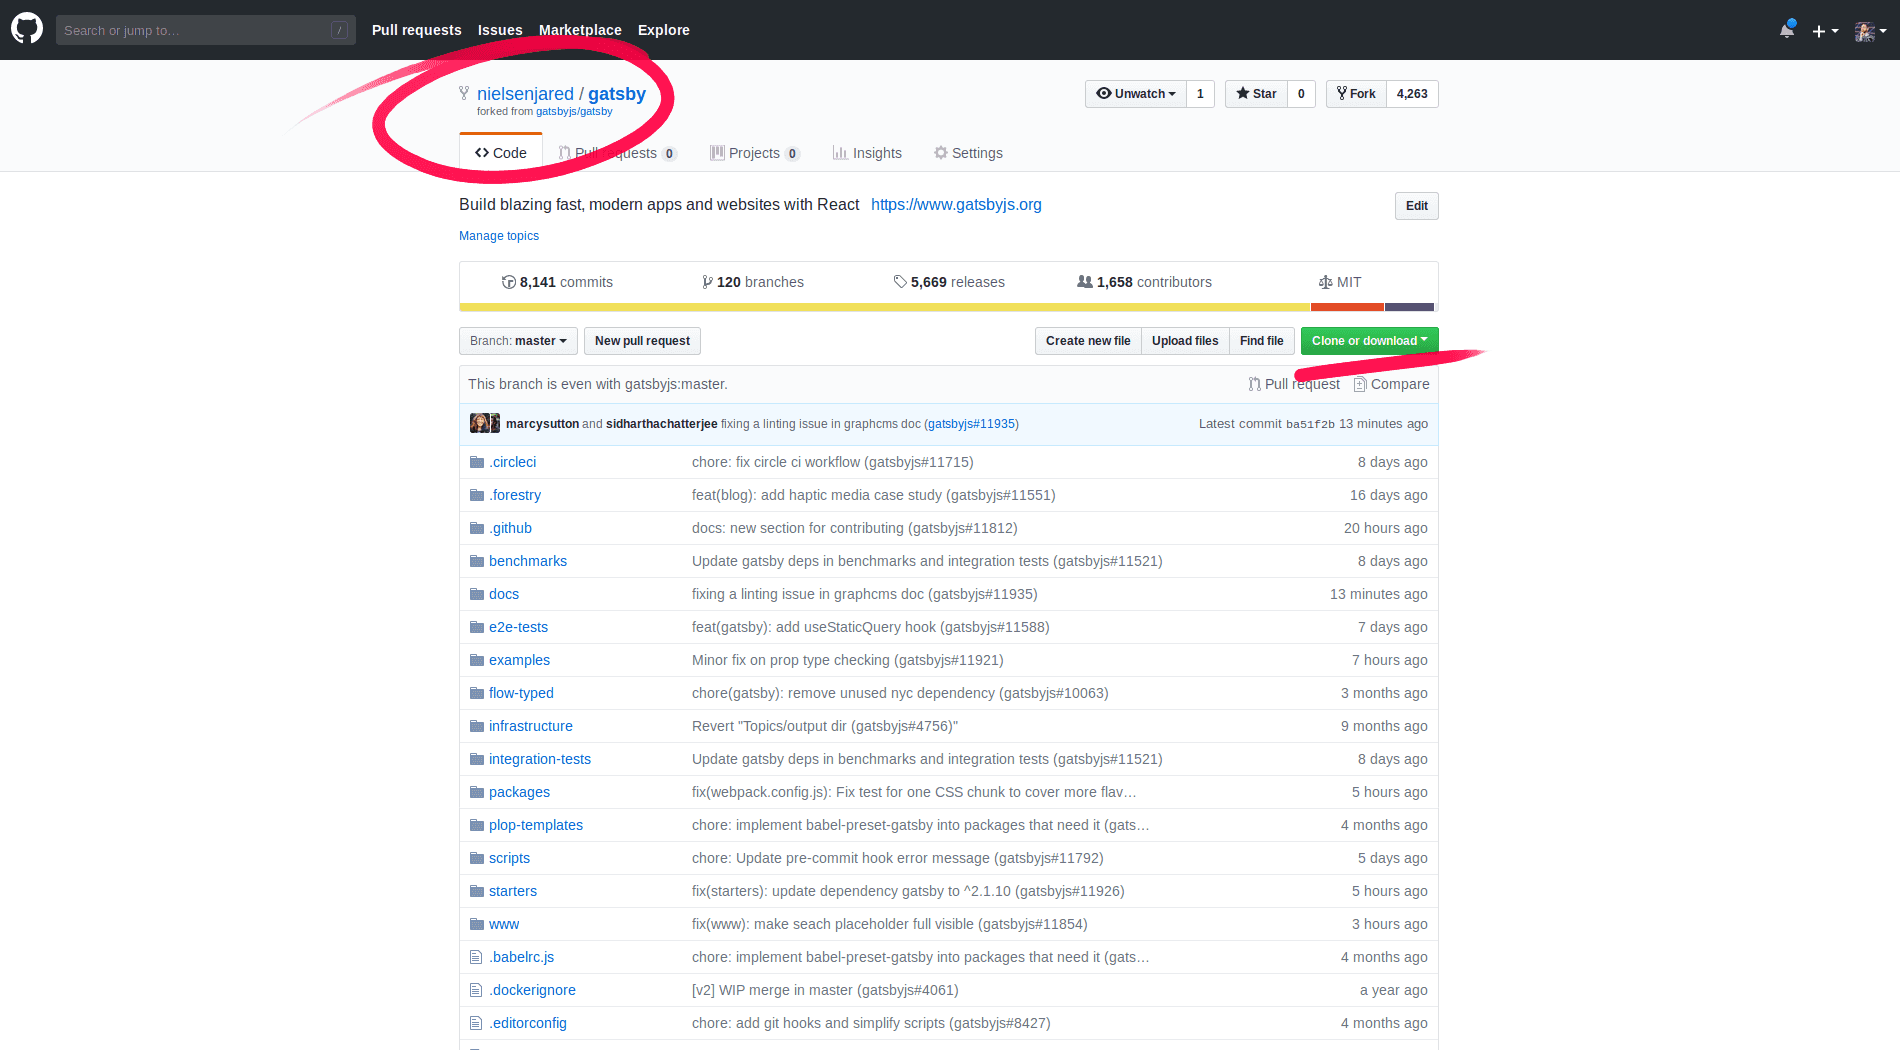 Search or jump to… /
Pull requests Issues Marketplace Explore
nielsenjared / gatsby
forked from gatsbyjs/gatsby
Unwatch 1 Star 0 Fork 4,263
Code Pull requests 0 Projects 0 Insights Settings
Build blazing fast, modern apps and websites with React https://www.gatsbyjs.org
Edit
Manage topics
8,141 commits 120 branches 5,669 releases 1,658 contributors MIT
Branch: master New pull request Create new file Upload files Find file Clone or download
This branch is even with gatsbyjs:master. Pull request Compare
marcysutton and sidharthachatterjee fixing a linting issue in graphcms doc (gatsbyjs#11935) Latest commit ba51f2b 13 minutes ago
.circleci chore: fix circle ci workflow (gatsbyjs#11715) 8 days ago
.forestry feat(blog): add haptic media case study (gatsbyjs#11551) 16 days ago
.github docs: new section for contributing (gatsbyjs#11812) 20 hours ago
benchmarks Update gatsby deps in benchmarks and integration tests (gatsbyjs#11521) 8 days ago
docs fixing a linting issue in graphcms doc (gatsbyjs#11935) 13 minutes ago
e2e-tests feat(gatsby): add useStaticQuery hook (gatsbyjs#11588) 7 days ago
examples Minor fix on prop type checking (gatsbyjs#11921) 7 hours ago
flow-typed chore(gatsby): remove unused nyc dependency (gatsbyjs#10063) 3 months ago
infrastructure Revert "Topics/output dir (gatsbyjs#4756)" 9 months ago
integration-tests Update gatsby deps in benchmarks and integration tests (gatsbyjs#11521) 8 days ago
packages fix(webpack.config.js): Fix test for one CSS chunk to cover more flav… 5 hours ago
plop-templates chore: implement babel-preset-gatsby into packages that need it (gats… 4 months ago
scripts chore: Update pre-commit hook error message (gatsbyjs#11792) 5 days ago
starters fix(starters): update dependency gatsby to ^2.1.10 (gatsbyjs#11926) 5 hours ago
www fix(www): make seach placeholder full visible (gatsbyjs#11854) 3 hours ago
.babelrc.js chore: implement babel-preset-gatsby into packages that need it (gats… 4 months ago
.dockerignore [v2] WIP merge in master (gatsbyjs#4061) a year ago
.editorconfig chore: add git hooks and simplify scripts (gatsbyjs#8427) 4 months ago